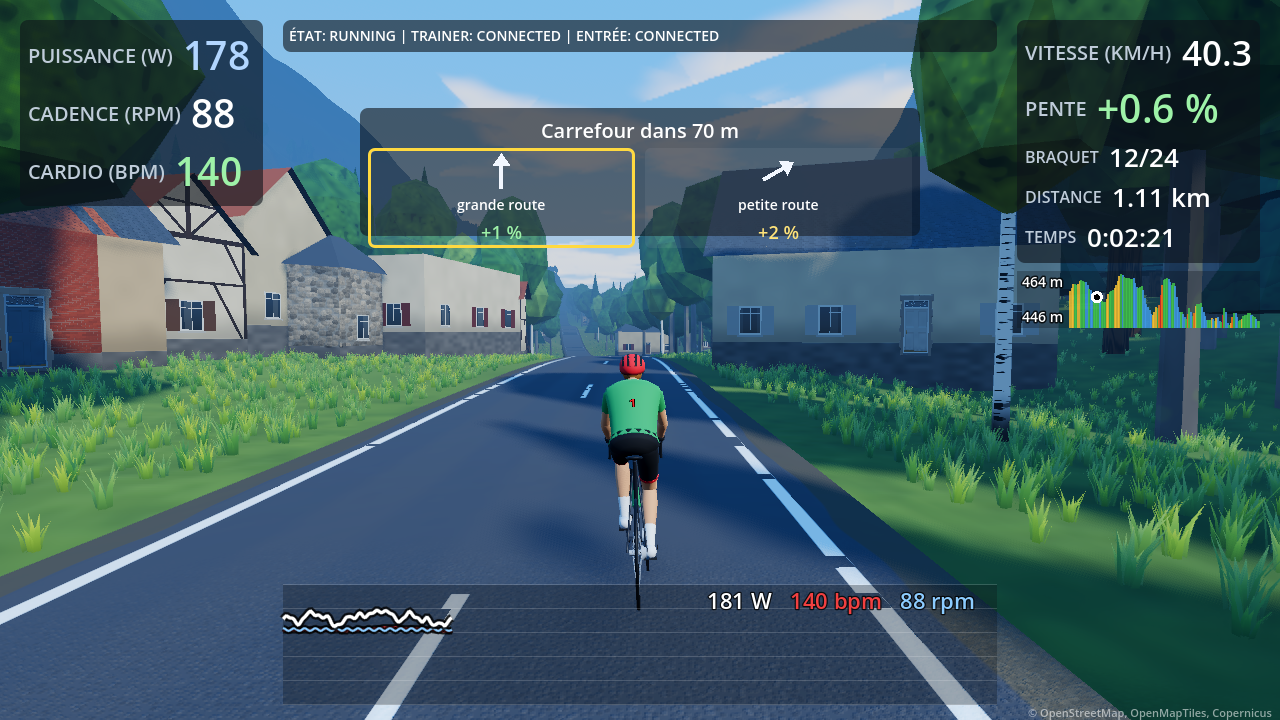 PUISSANCE (W) 178
CADENCE (RPM) 88
CARDIO (BPM) 140
ÉTAT: RUNNING | TRAINER: CONNECTED | ENTRÉE: CONNECTED
Carrefour dans 70 m
grande route
+1 %
petite route
+2 %
VITESSE (KM/H) 40.3
PENTE +0.6 %
BRAQUET 12/24
DISTANCE 1.11 km
TEMPS 0:02:21
464 m
446 m
1
181 W 140 bpm 88 rpm
© OpenStreetMap, OpenMapTiles, Copernicus